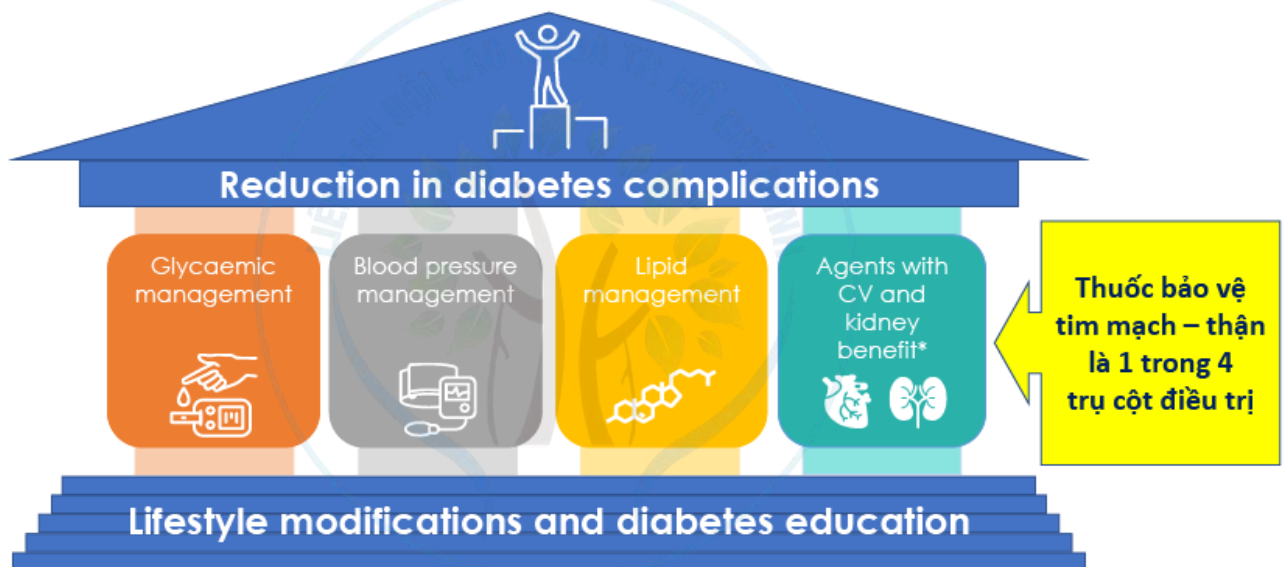 Reduction in diabetes complications
Glycaemic
management
Blood pressure
management
Lipid
management
Agents with
CV and
kidney
benefit*
Thuốc bảo vệ
tim mạch – thận
là 1 trong 4
trụ cột điều trị
Lifestyle modifications and diabetes education